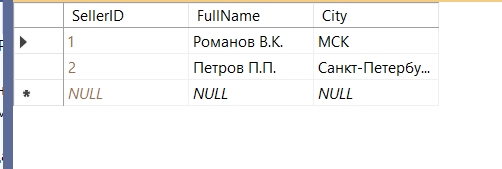 SellerID FullName City
1 Романов В.К. МСК
2 Петров П.П. Санкт-Петербу...
* NULL NULL NULL